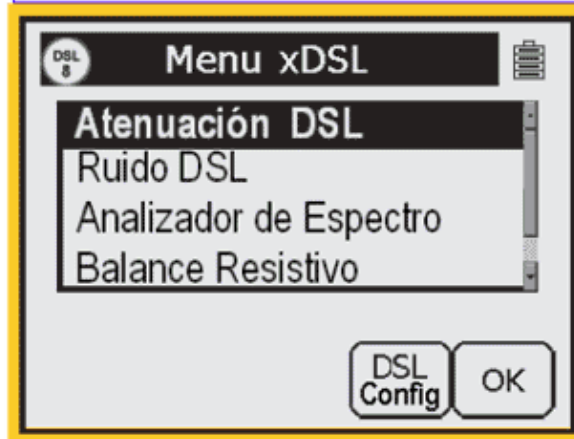 DSL
8
Menu xDSL
Atenuación DSL
Ruido DSL
Analizador de Espectro
Balance Resistivo
DSL
Config
OK